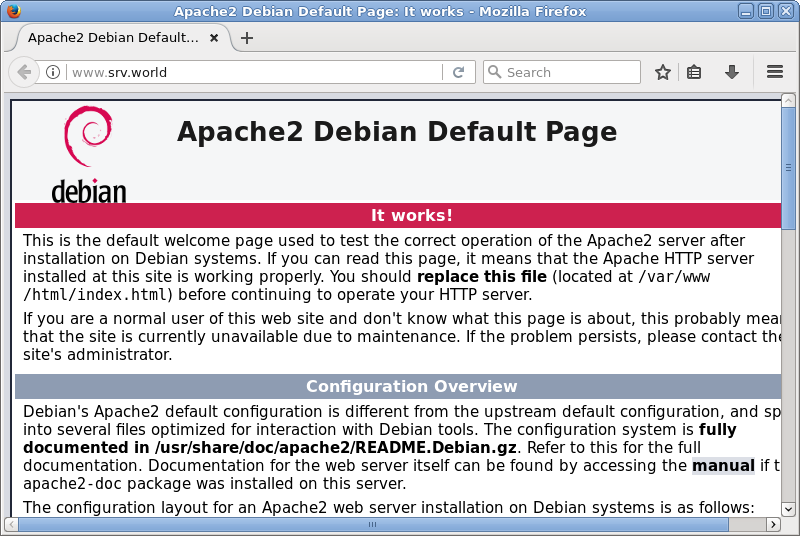 Apache2 Debian Default Page: It works - Mozilla Firefox
Apache2 Debian Default...
www.srv.world
Search
debian
Apache2 Debian Default Page
It works!
This is the default welcome page used to test the correct operation of the Apache2 server after
installation on Debian systems. If you can read this page, it means that the Apache HTTP server
installed at this site is working properly. You should replace this file (located at /var/www
/html/index.html) before continuing to operate your HTTP server.
If you are a normal user of this web site and don't know what this page is about, this probably mear
that the site is currently unavailable due to maintenance. If the problem persists, please contact the
site's administrator.
Configuration Overview
Debian's Apache2 default configuration is different from the upstream default configuration, and sp
into several files optimized for interaction with Debian tools. The configuration system is fully
documented in /usr/share/doc/apache2/README.Debian.gz. Refer to this for the full
documentation. Documentation for the web server itself can be found by accessing the manual if t
apache2-doc package was installed on this server.
The configuration layout for an Apache2 web server installation on Debian systems is as follows: